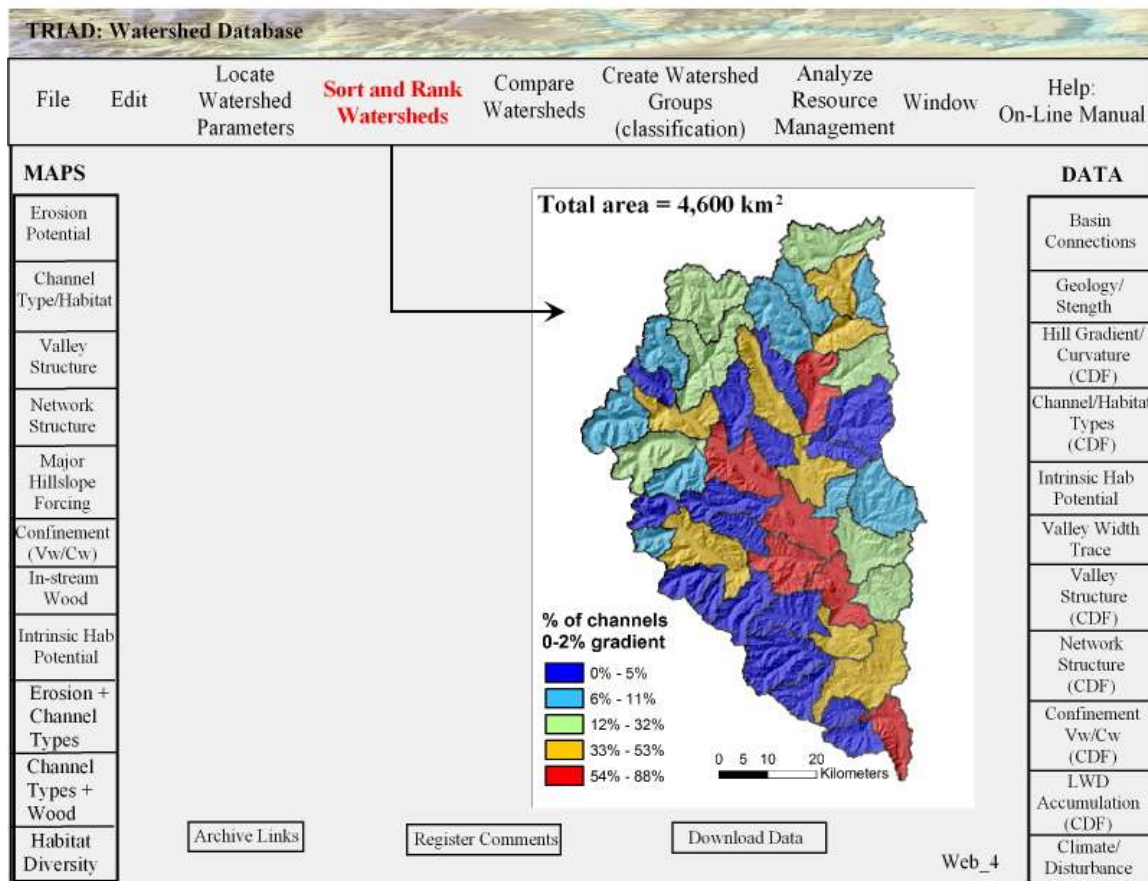 TRIAD: Watershed Database
File
Edit
Locate
Watershed
Parameters
Sort and Rank
Watersheds
Compare
Watersheds
Create Watershed
Groups
(classification)
Analyze
Resource
Management
Window
Help:
On-Line Manual
MAPS
Erosion
Potential
Channel
Type/Habitat
Valley
Structure
Network
Structure
Major
Hillslope
Forcing
Confinement
(Vw/Cw)
In-stream
Wood
Intrinsic Hab
Potential
Erosion +
Channel
Types
Channel
Types +
Wood
Habitat
Diversity
Total area = 4,600 km²
% of channels
0-2% gradient
0% - 5%
6% - 11%
12% - 32%
33% - 53%
54% - 88%
0 5 10 20
Kilometers
DATA
Basin
Connections
Geology/
Stength
Hill Gradient/
Curvature
(CDF)
Channel/Habitat
Types
(CDF)
Intrinsic Hab
Potential
Valley Width
Trace
Valley
Structure
(CDF)
Network
Structure
(CDF)
Confinement
Vw/Cw
(CDF)
LWD
Accumulation
(CDF)
Climate/
Disturbance
Archive Links
Register Comments
Download Data
Web_4